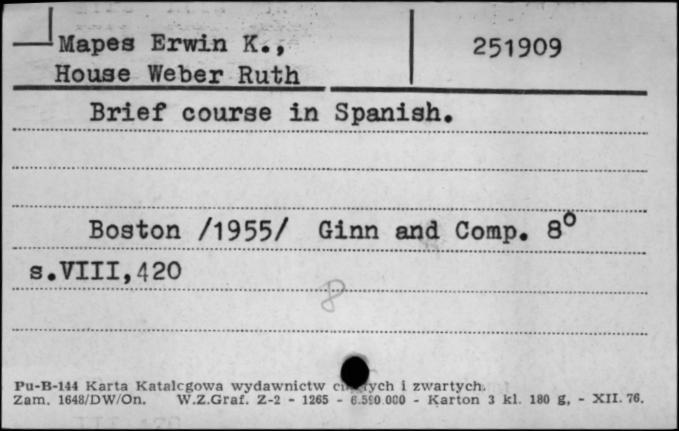 Mapes Erwin K.,
House Weber Ruth
251909
Brief course in Spanish.
Boston /1955/ Ginn and Comp. 8°
s.VIII,420
8
Pu-B-144 Karta Katalogowa wydawnictw i zwartych.
Zam. 1648/DW/On. W.Z.Graf. Z-2 - 1265 - 6.500.000 - Karton 3 kl. 180 g, - XII. 76.